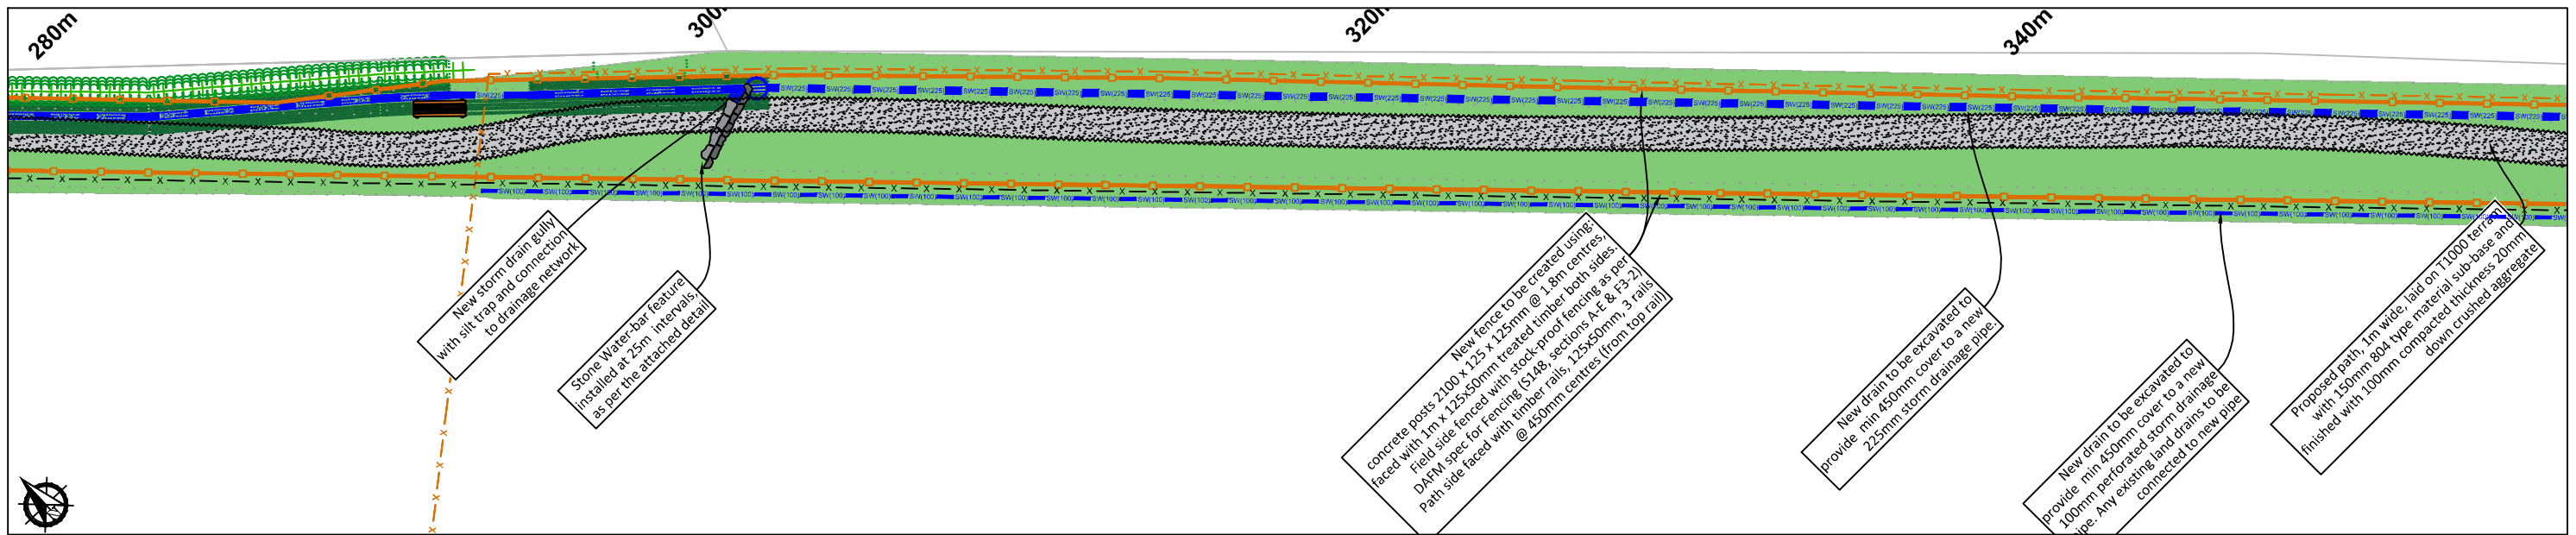 280m
300m
320m
340m
New storm drain gully
with silt trap and connection
to drainage network
Stone Water-bar feature
installed at 25m intervals,
as per the attached detail
New fence to be created using:
concrete posts 2100 x 125 x 125mm @ 1.8m centres,
faced with 1m x 125x50mm treated timber both sides.
Field side fenced with stock-proof fencing as per
DAFM spec for Fencing (S148, sections A-E & F3-2)
Path side faced with timber rails, 125x50mm, 3 rails
@ 450mm centres (from top rail)
New drain to be excavated to
provide min 450mm cover to a new
225mm storm drainage pipe.
New drain to be excavated to
provide min 450mm cover to a new
100mm perforated storm drainage
pipe. Any existing land drains to be
connected to new pipe
Proposed path, 1m wide, laid on T1000 terram
with 150mm 804 type material sub-base and
finished with 100mm compacted thickness 20mm
down crushed aggregate
SW(225)
SW(100)